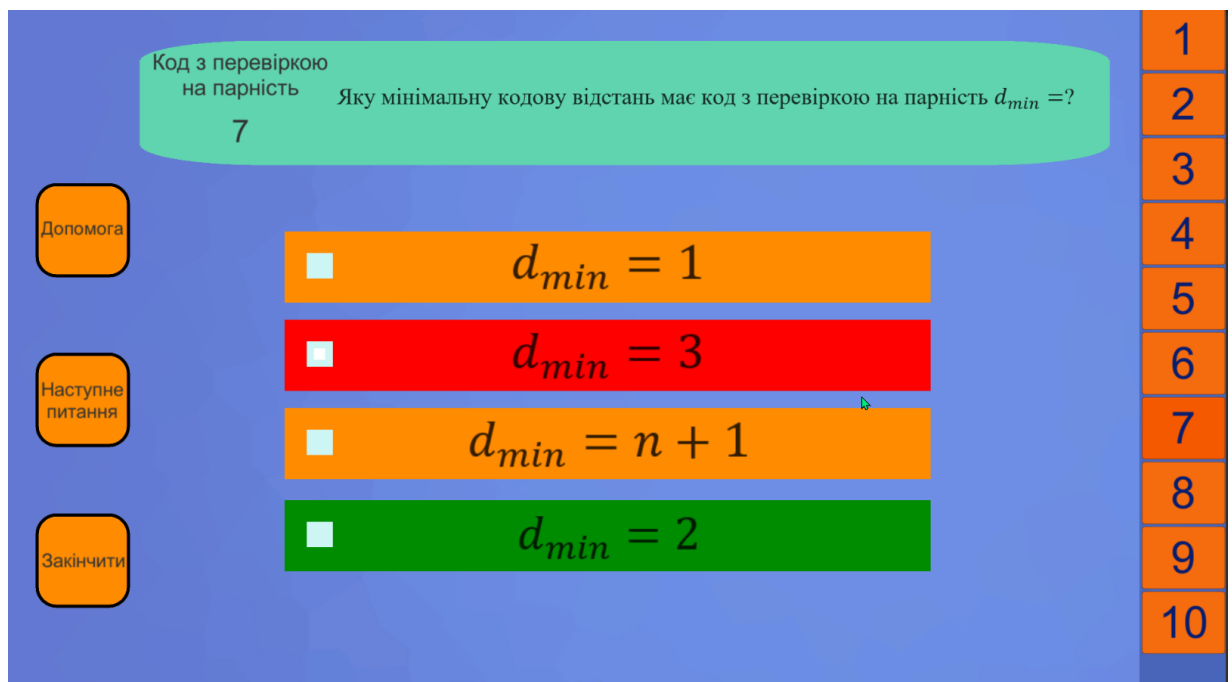 Код з перевіркою
на парність
7
Яку мінімальну кодову відстань має код з перевіркою на парність d_min =?
Допомога
Наступне
питання
Закінчити
d_min = 1
d_min = 3
d_min = n + 1
d_min = 2
1
2
3
4
5
6
7
8
9
10